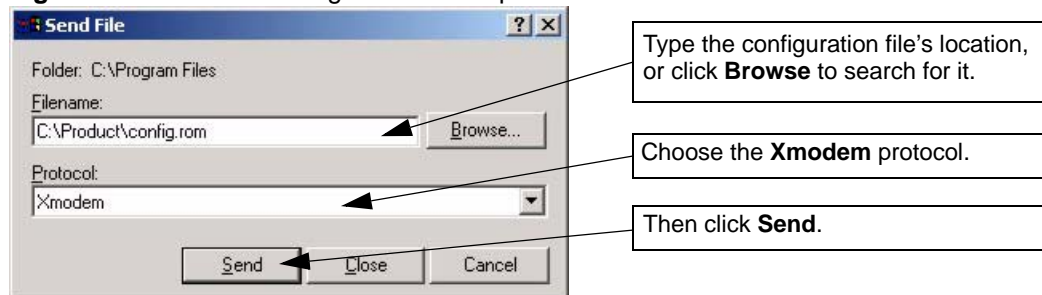 Send File
Folder: C:\Program Files
Filename:
C:\Product\config.rom
Browse...
Protocol:
Xmodem
Send Close Cancel
Type the configuration file's location,
or click Browse to search for it.
Choose the Xmodem protocol.
Then click Send.